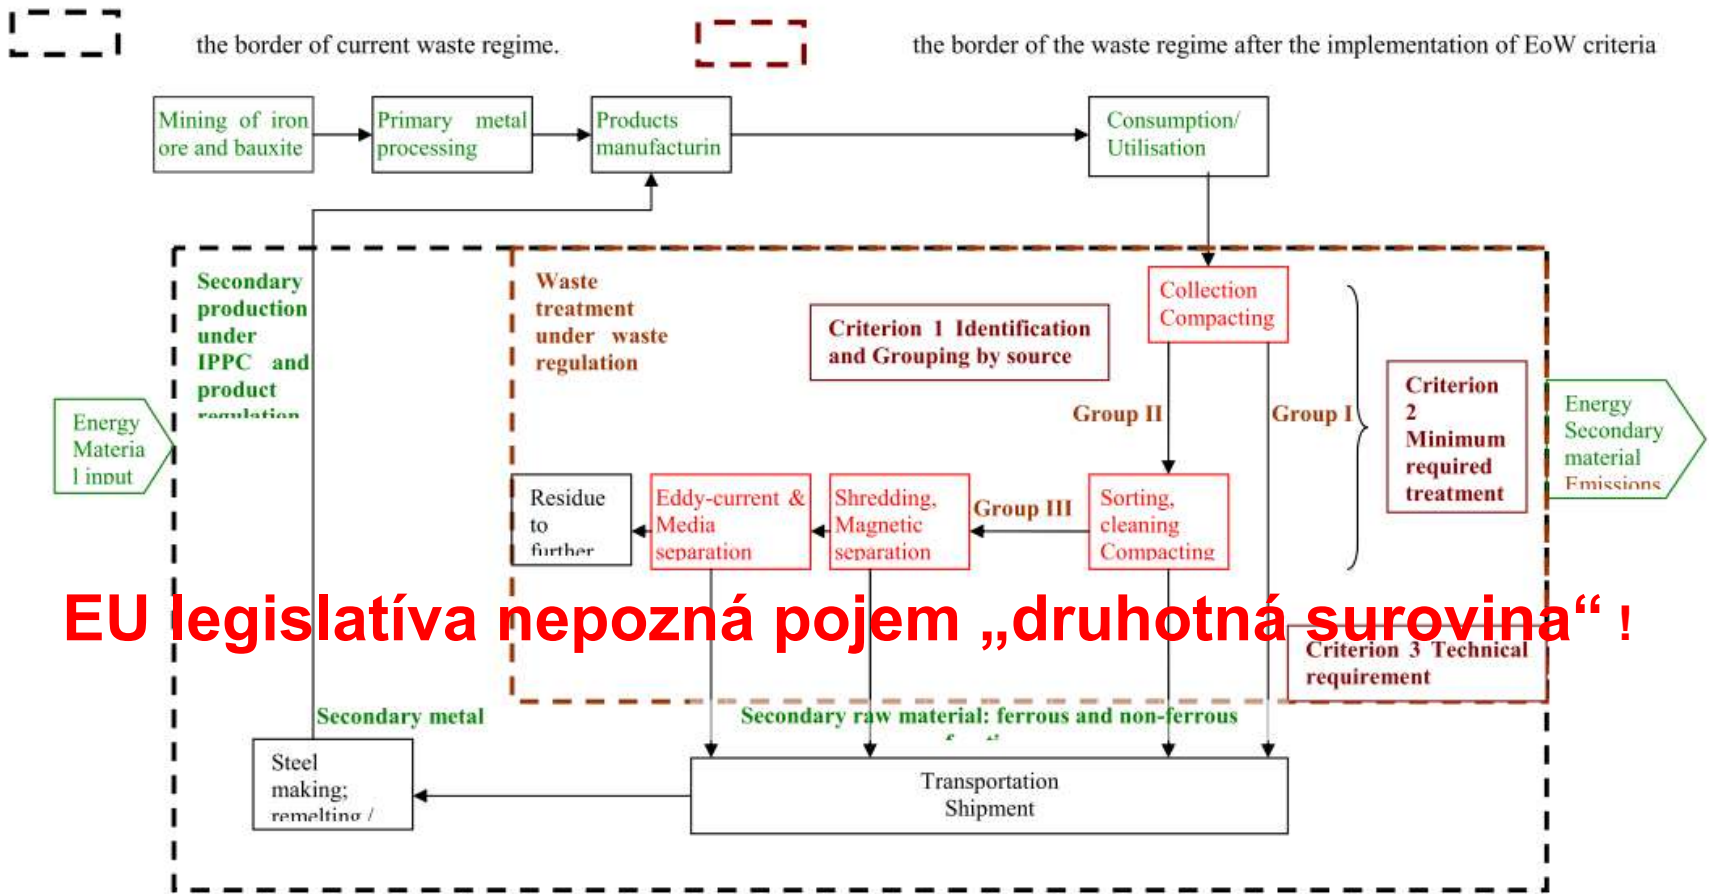 the border of current waste regime.
the border of the waste regime after the implementation of EoW criteria
Mining of iron
ore and bauxite
Primary metal
processing
Products
manufacturin
Consumption/
Utilisation
Secondary
production
under
IPPC and
product
regulation
Waste
treatment
under waste
regulation
Criterion 1 Identification
and Grouping by source
Collection
Compacting
Criterion
2
Minimum
required
treatment
Energy
Materia
l input
Energy
Secondary
material
Emissions
Group II
Group I
Residue
to
further
Eddy-current &
Media
separation
Shredding,
Magnetic
separation
Group III
Sorting,
cleaning
Compacting
EU legislatíva nepozná pojem „druhotná surovina“ !
Criterion 3 Technical
requirement
Secondary metal
Secondary raw material: ferrous and non-ferrous
Steel
making;
remelting /
Transportation
Shipment